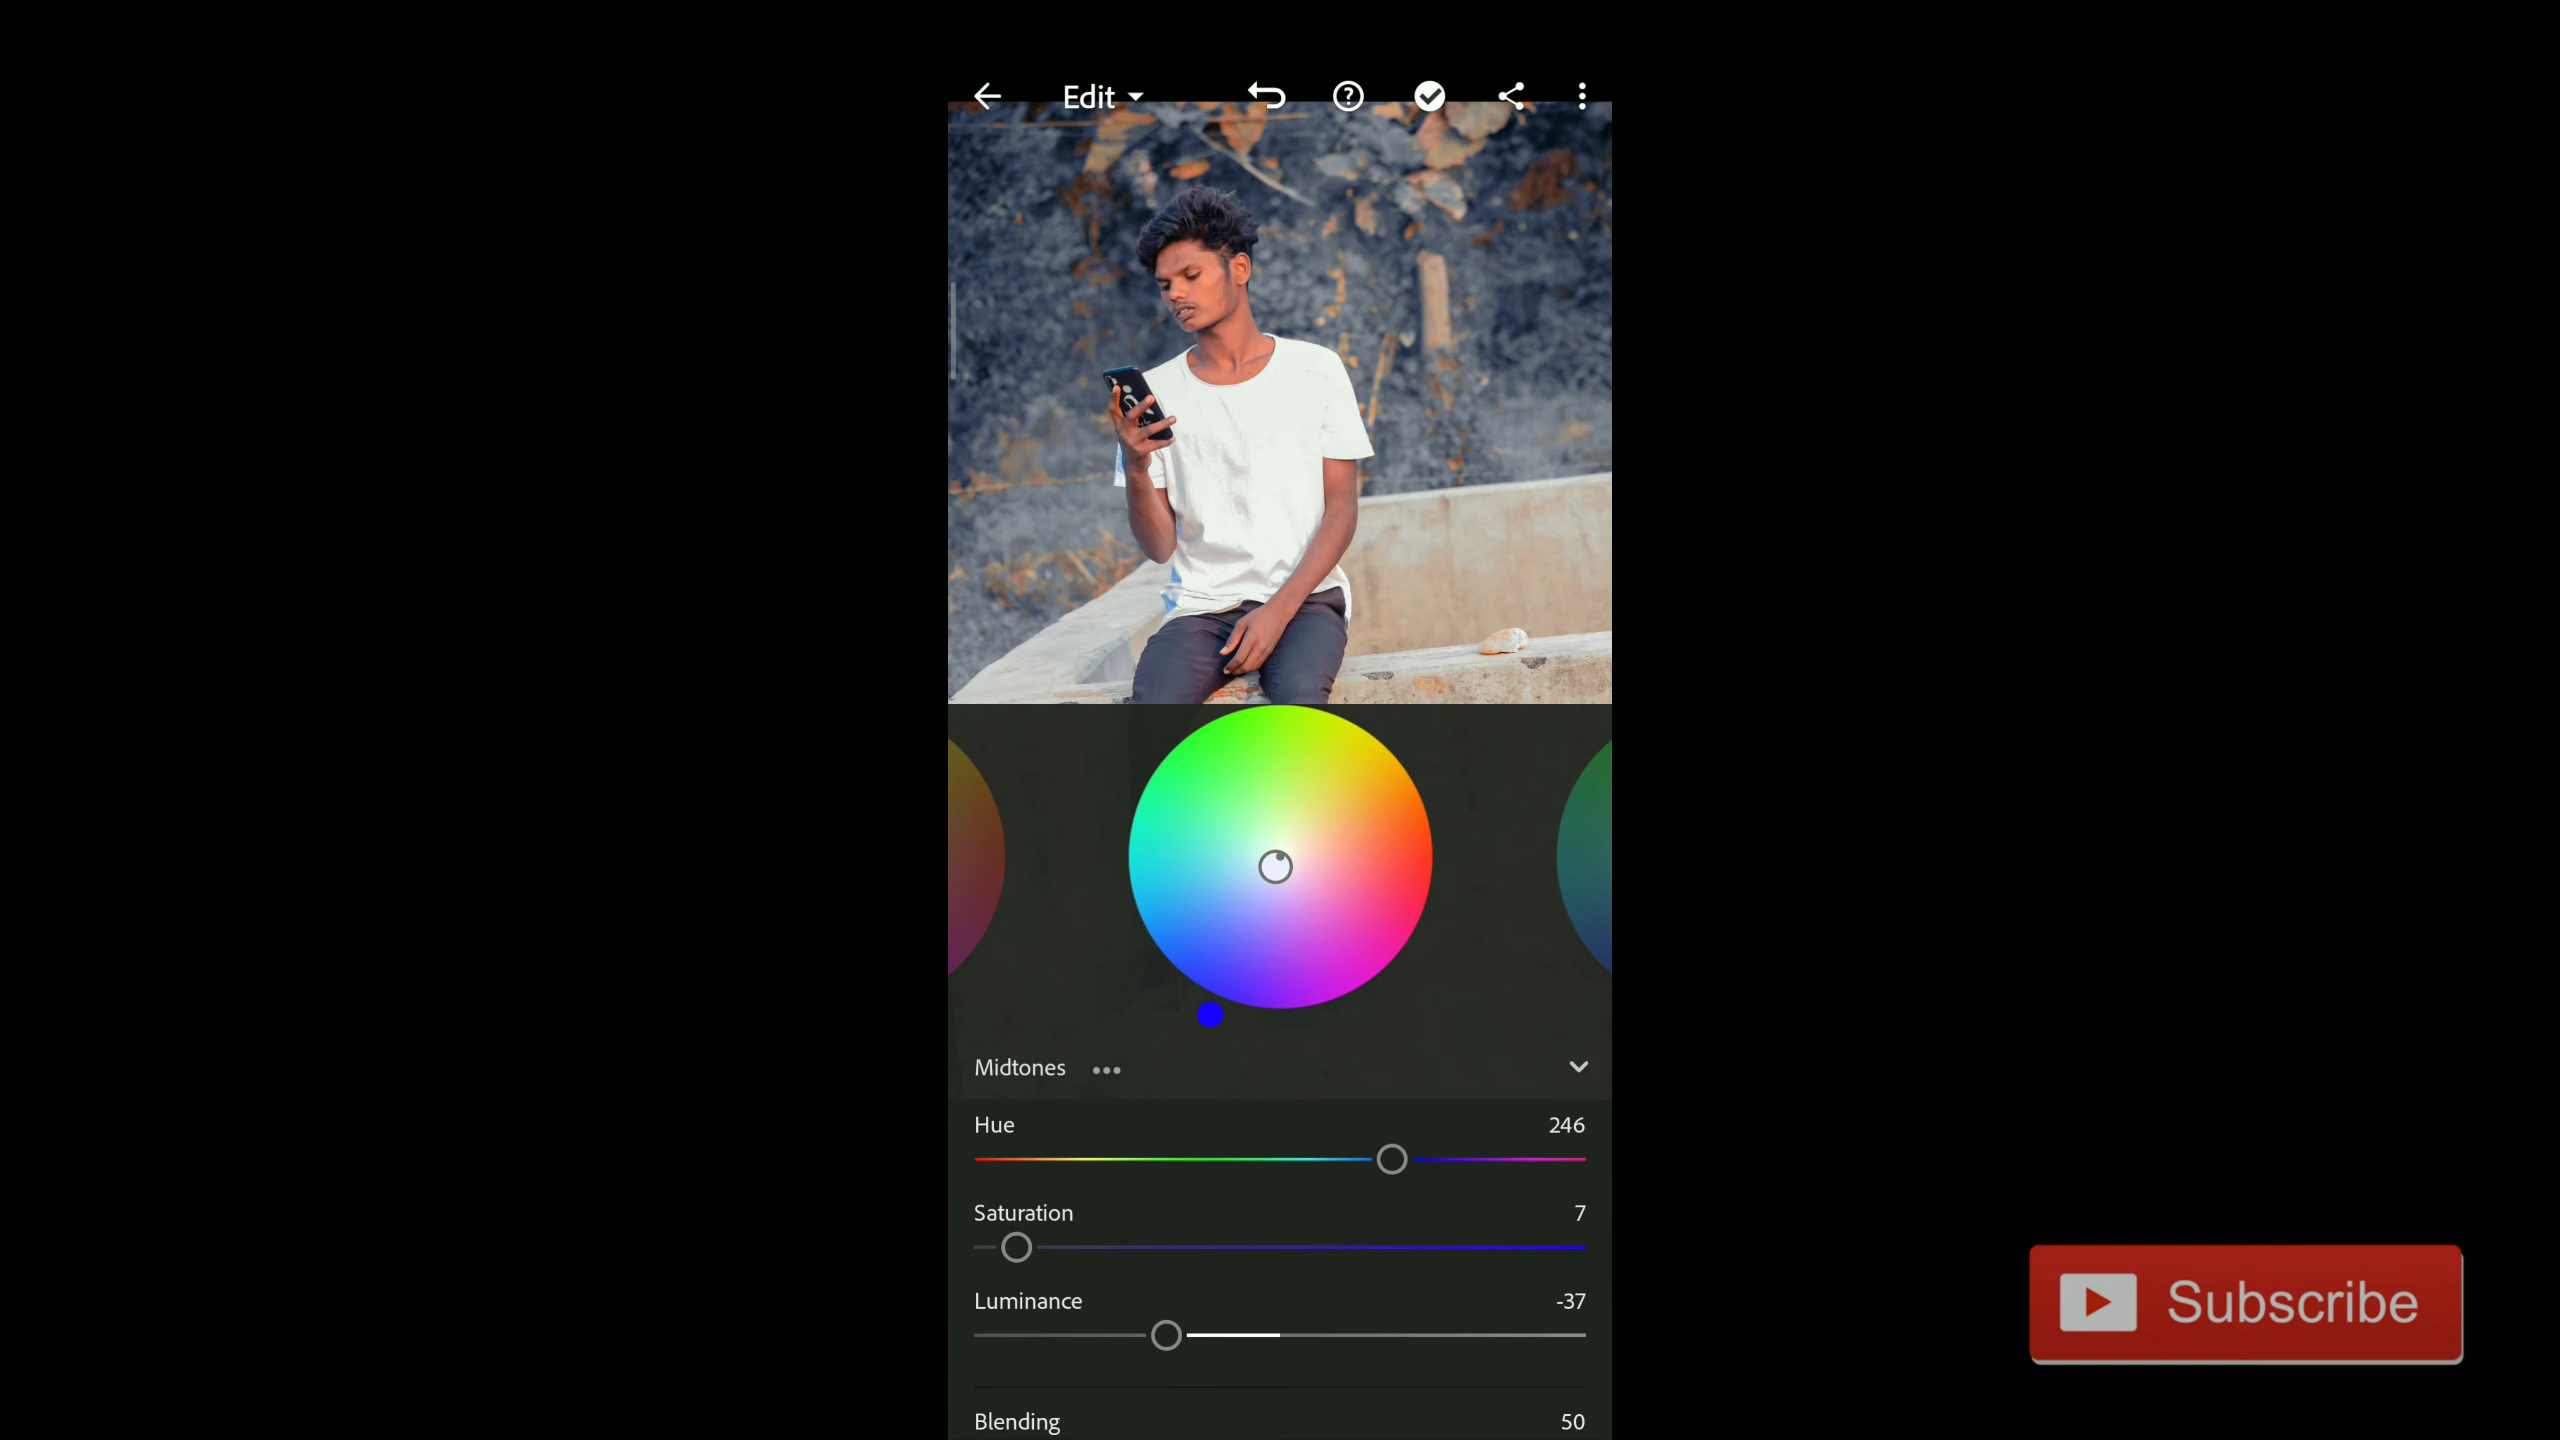 Edit
Midtones
Hue 246
Saturation 7
Luminance -37
Blending 50
Subscribe